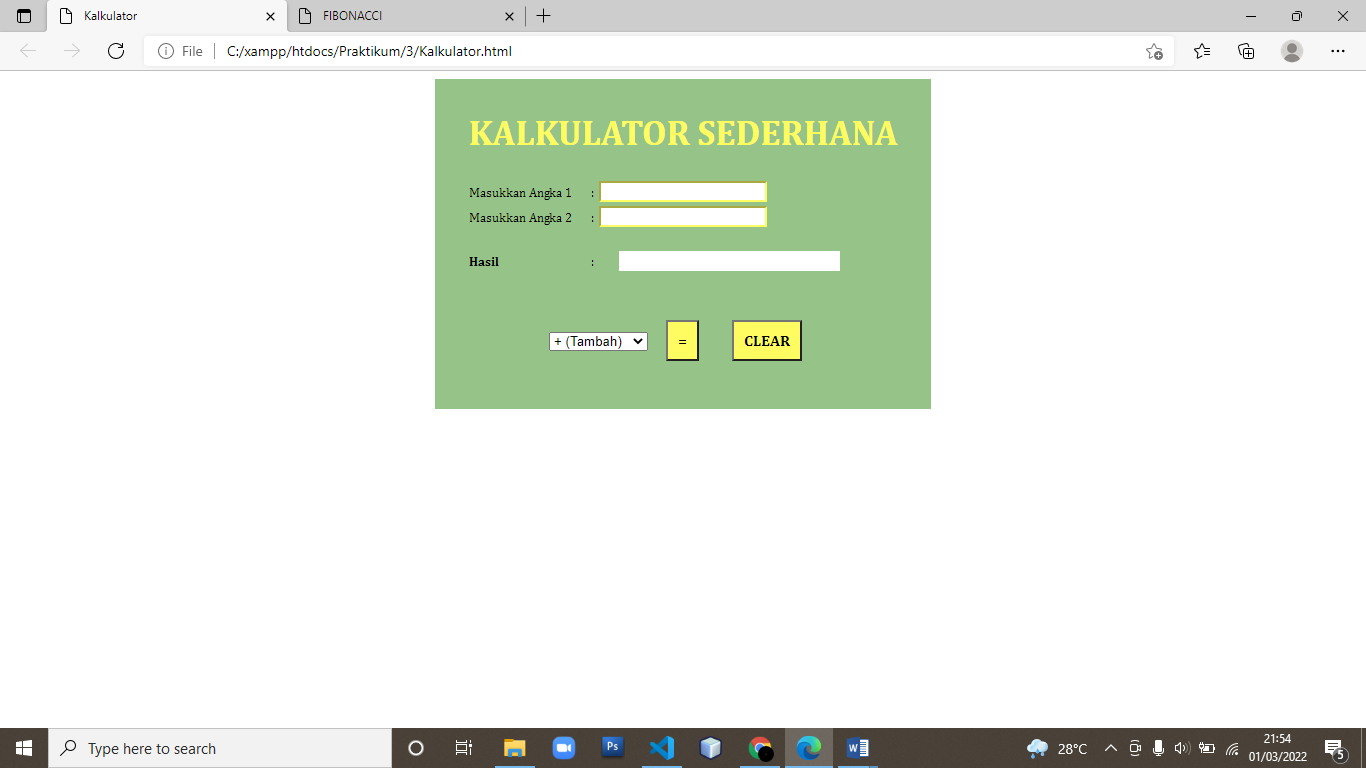 Kalkulator
FIBONACCI
File
C:/xampp/htdocs/Praktikum/3/Kalkulator.html
KALKULATOR SEDERHANA
Masukkan Angka 1 :
Masukkan Angka 2 :
Hasil :
+ (Tambah) = CLEAR
Type here to search
Ps
W
28°C
21:54
01/03/2022
5